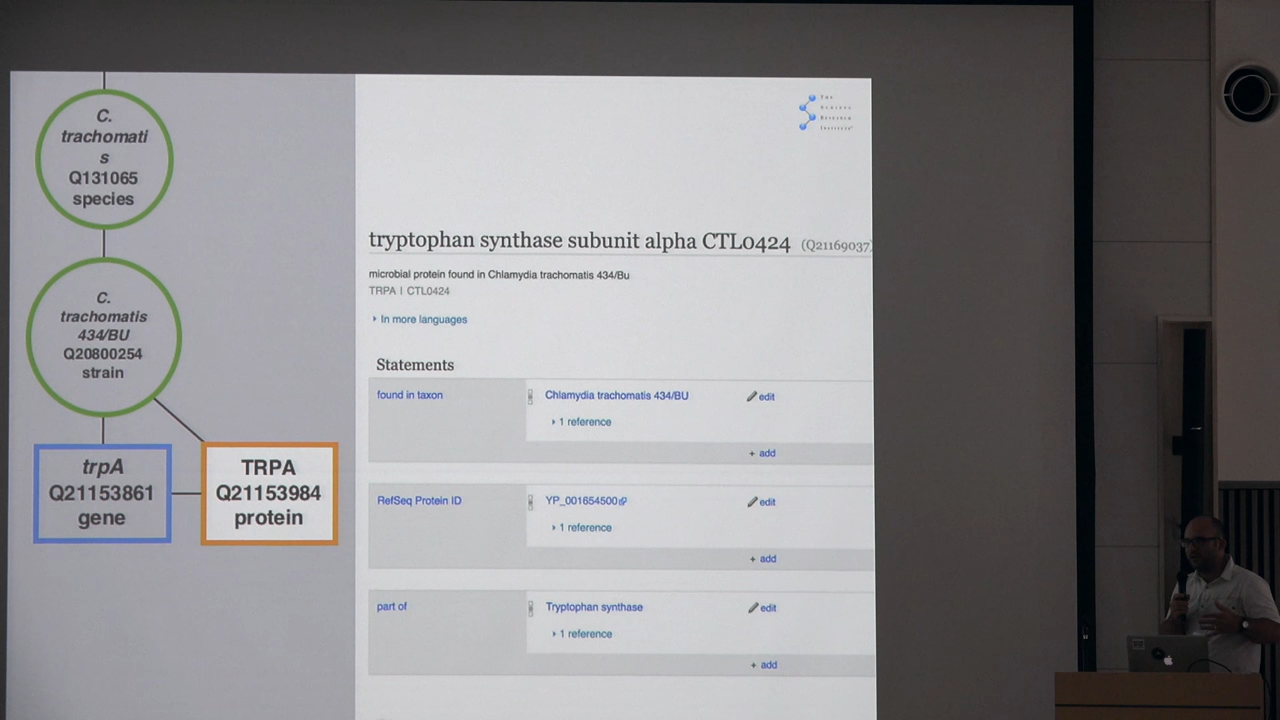 C.
trachomati
s
Q131065
species
C.
trachomatis
434/BU
Q20800254
strain
trpA
Q21153861
gene
TRPA
Q21153984
protein
tryptophan synthase subunit alpha CTL0424 (Q21169037)
microbial protein found in Chlamydia trachomatis 434/Bu
TRPA | CTL0424
In more languages
Statements
found in taxon
Chlamydia trachomatis 434/BU
edit
1 reference
+ add
RefSeq Protein ID
YP_001654500
edit
1 reference
+ add
part of
Tryptophan synthase
edit
1 reference
+ add